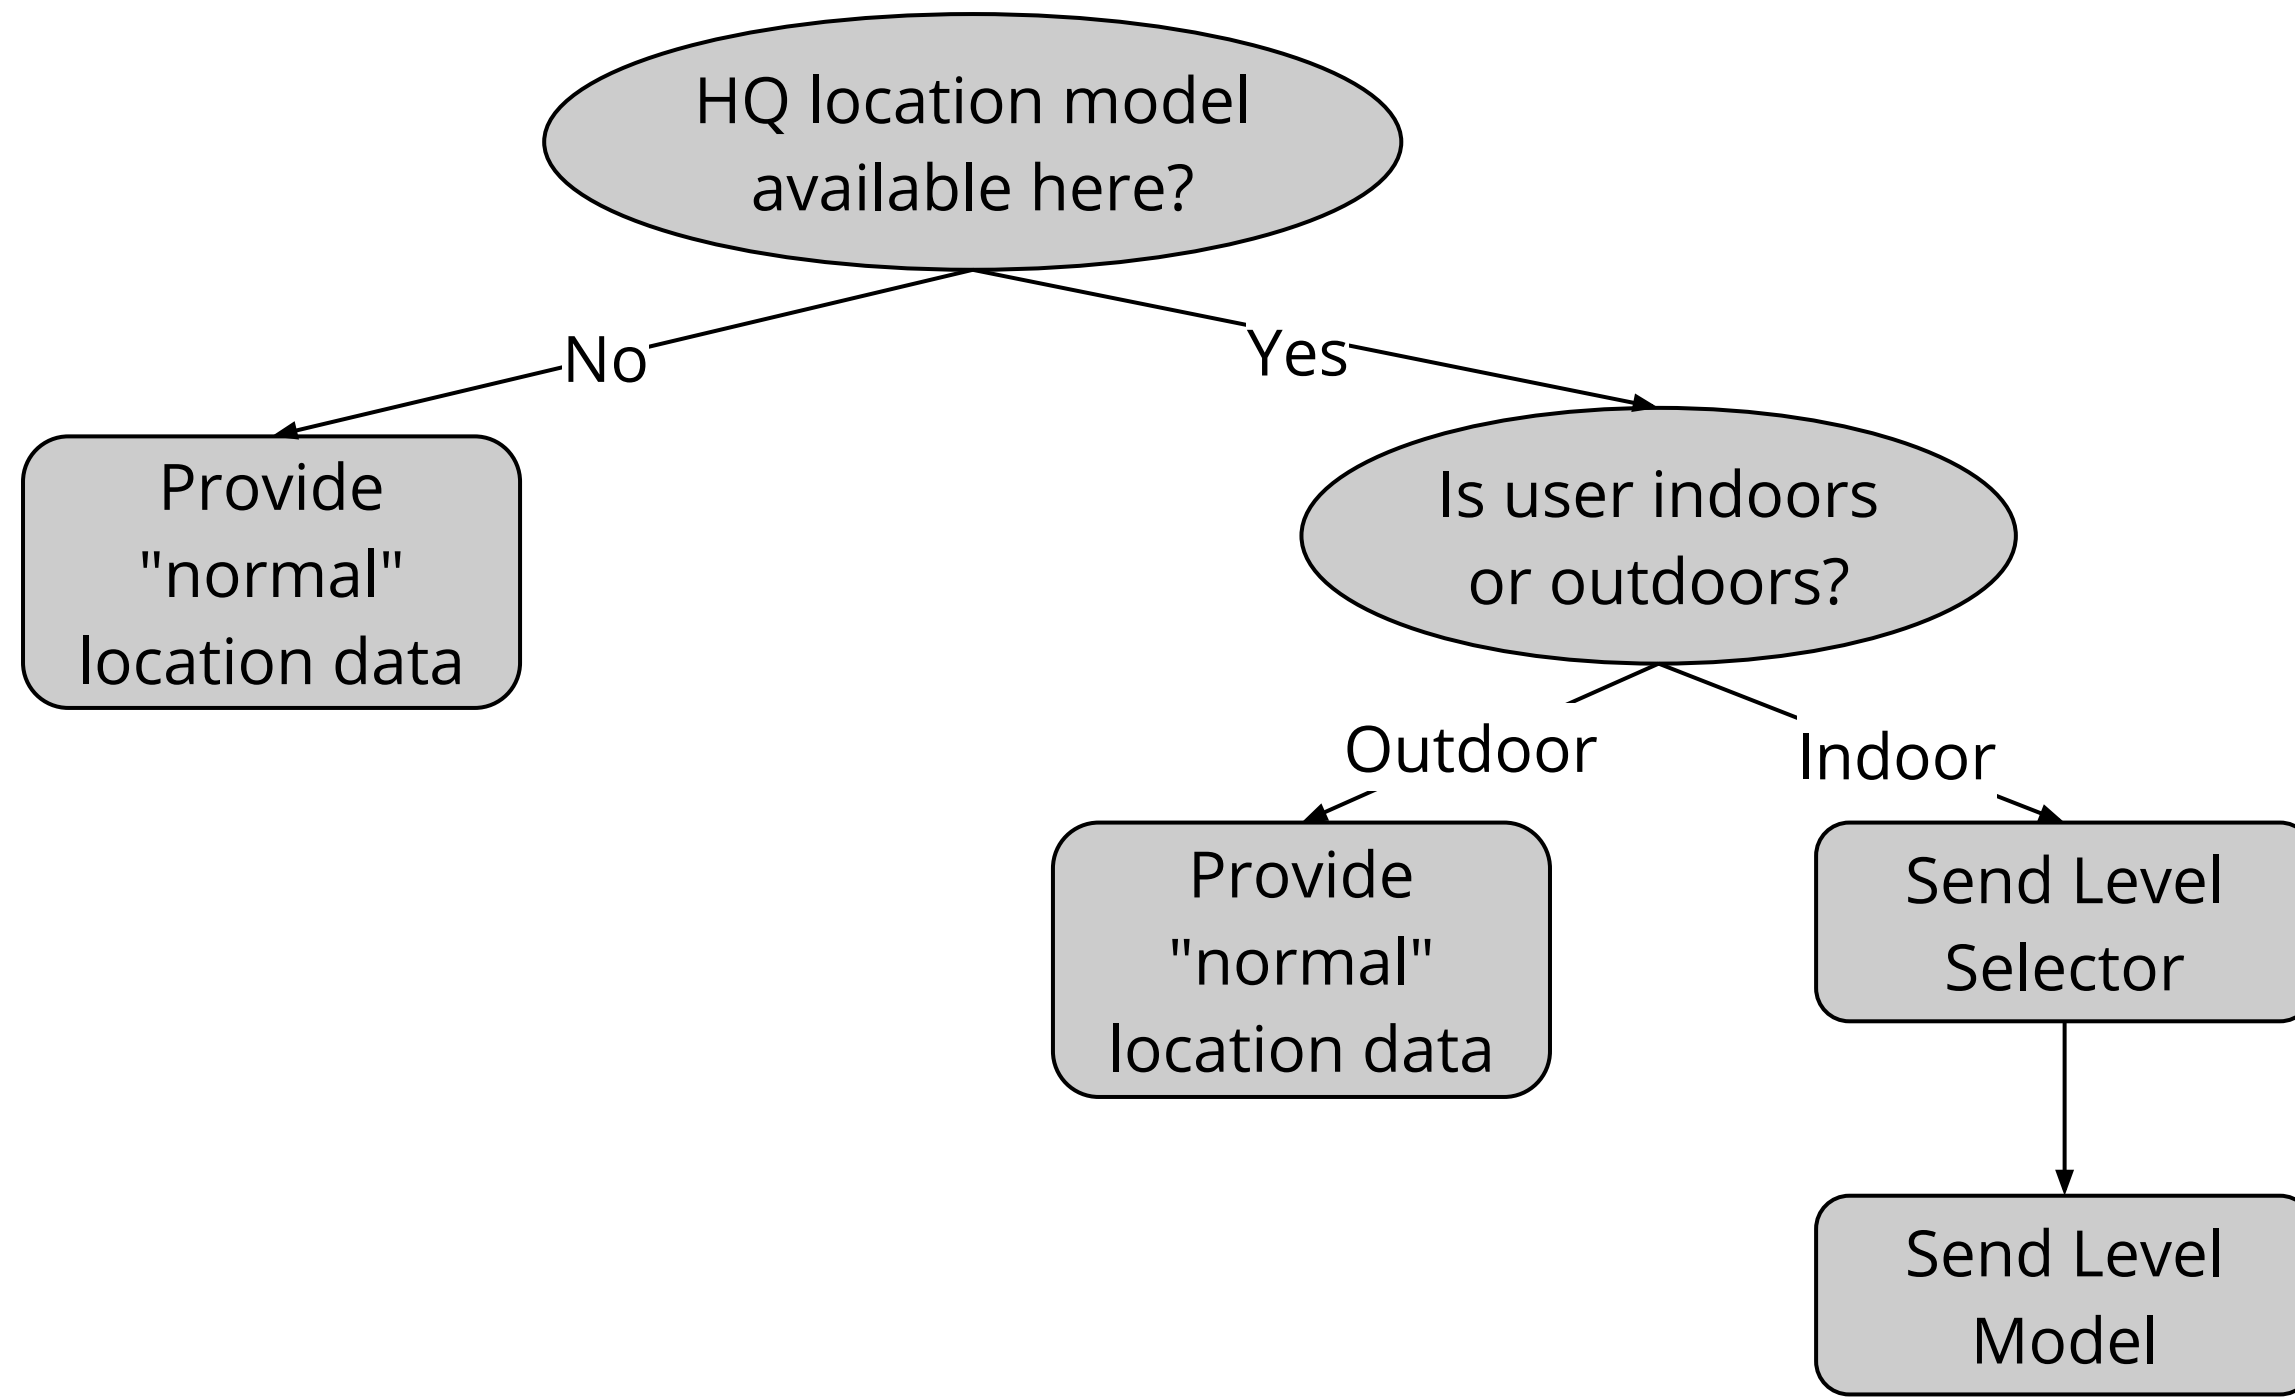 HQ location model
available here?
No
Yes
Provide
"normal"
location data
Is user indoors
or outdoors?
Outdoor
Indoor
Provide
"normal"
location data
Send Level
Selector
Send Level
Model